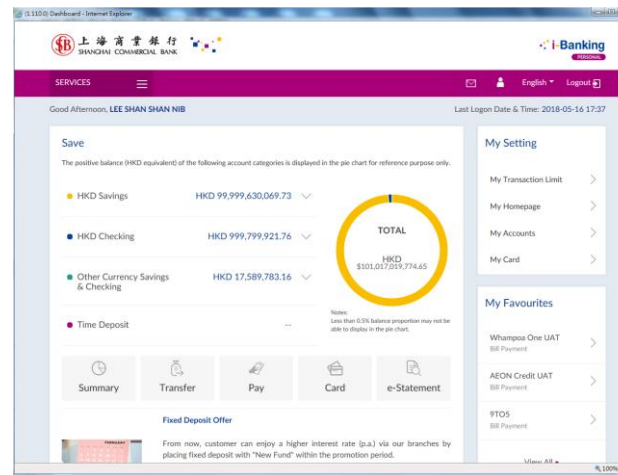 (1.110.0) Dashboard - Internet Explorer
上海商業銀行
SHANGHAI COMMERCIAL BANK
i-Banking
PERSONAL
SERVICES
English
Logout
Good Afternoon, LEE SHAN SHAN NIB
Last Logon Date & Time: 2018-05-16 17:37
Save
The positive balance (HKD equivalent) of the following account categories is displayed in the pie chart for reference purpose only.
HKD Savings
HKD 99,999,630,069.73
HKD Checking
HKD 999,799,921.76
Other Currency Savings
& Checking
HKD 17,589,783.16
Time Deposit
--
TOTAL
HKD
$101,017,019,774.65
Notes:
Less than 0.5% balance proportion may not be
able to display in the pie chart.
Summary
Transfer
Pay
Card
e-Statement
Fixed Deposit Offer
From now, customer can enjoy a higher interest rate (p.a.) via our branches by
placing fixed deposit with "New Fund" within the promotion period.
FEBRUARY
My Setting
My Transaction Limit
My Homepage
My Accounts
My Card
My Favourites
Whampoa One UAT
Bill Payment
AEON Credit UAT
Bill Payment
9TO5
Bill Payment
View All
100%